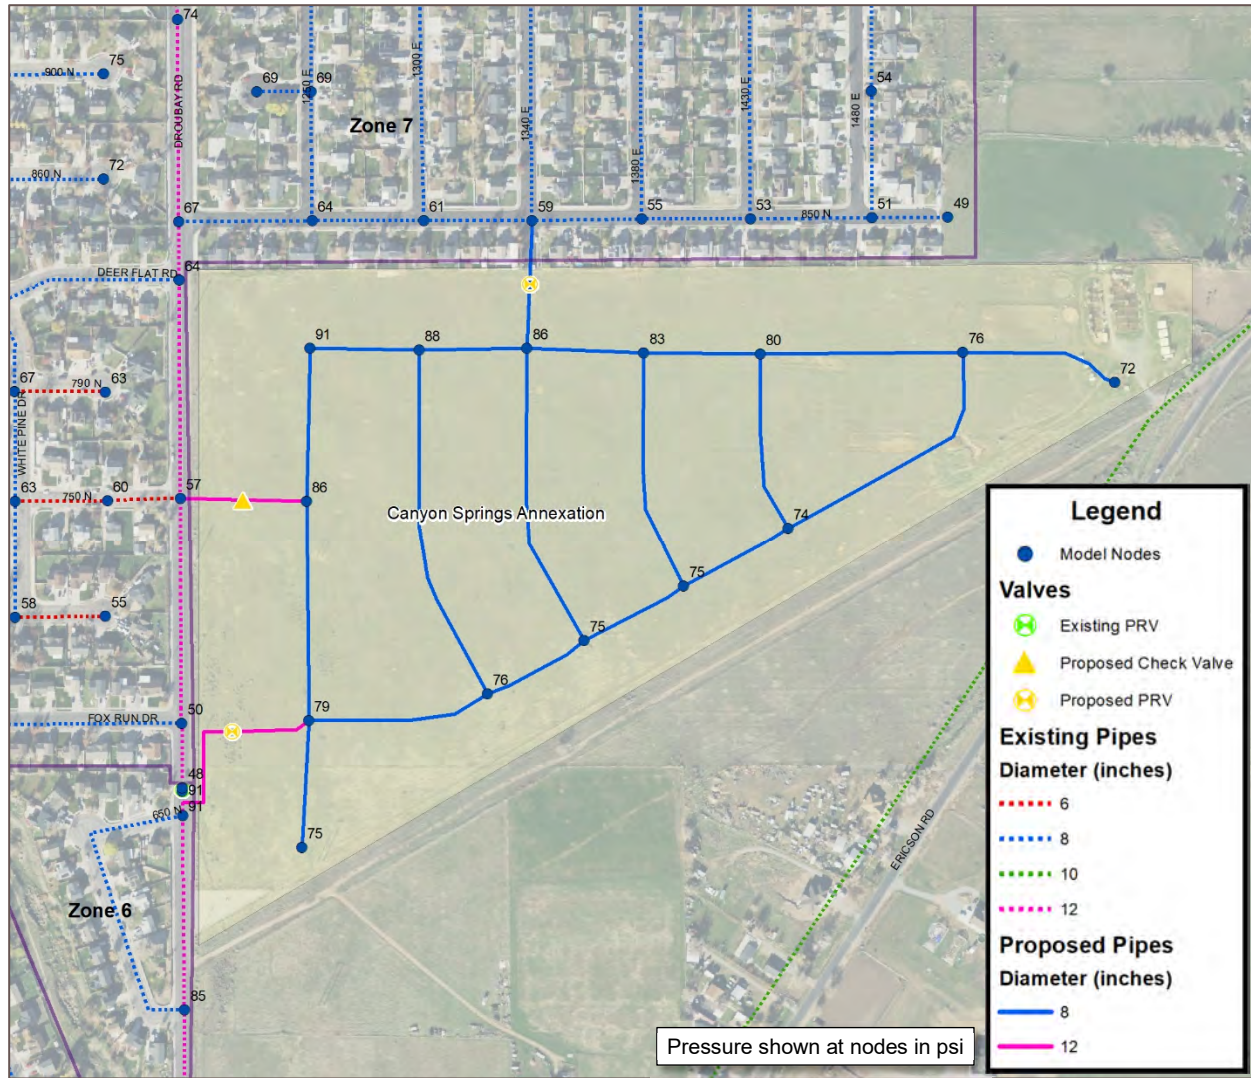 74
75
900 N
DROUBAY RD
69
69
1250 E
1300 E
1340 E
1380 E
1430 E
1480 E
54
Zone 7
72
860 N
67
64
61
59
55
53
850 N
51
49
DEER FLAT RD
64
91
88
86
83
80
76
72
67
790 N
63
WHITE PINE DR
63
750 N
60
57
86
Canyon Springs Annexation
74
58
55
75
75
76
FOX RUN DR
50
79
48
91
91
650 N
75
Zone 6
85
ERICSON RD
Pressure shown at nodes in psi
Legend
Model Nodes
Valves
Existing PRV
Proposed Check Valve
Proposed PRV
Existing Pipes
Diameter (inches)
6
8
10
12
Proposed Pipes
Diameter (inches)
8
12